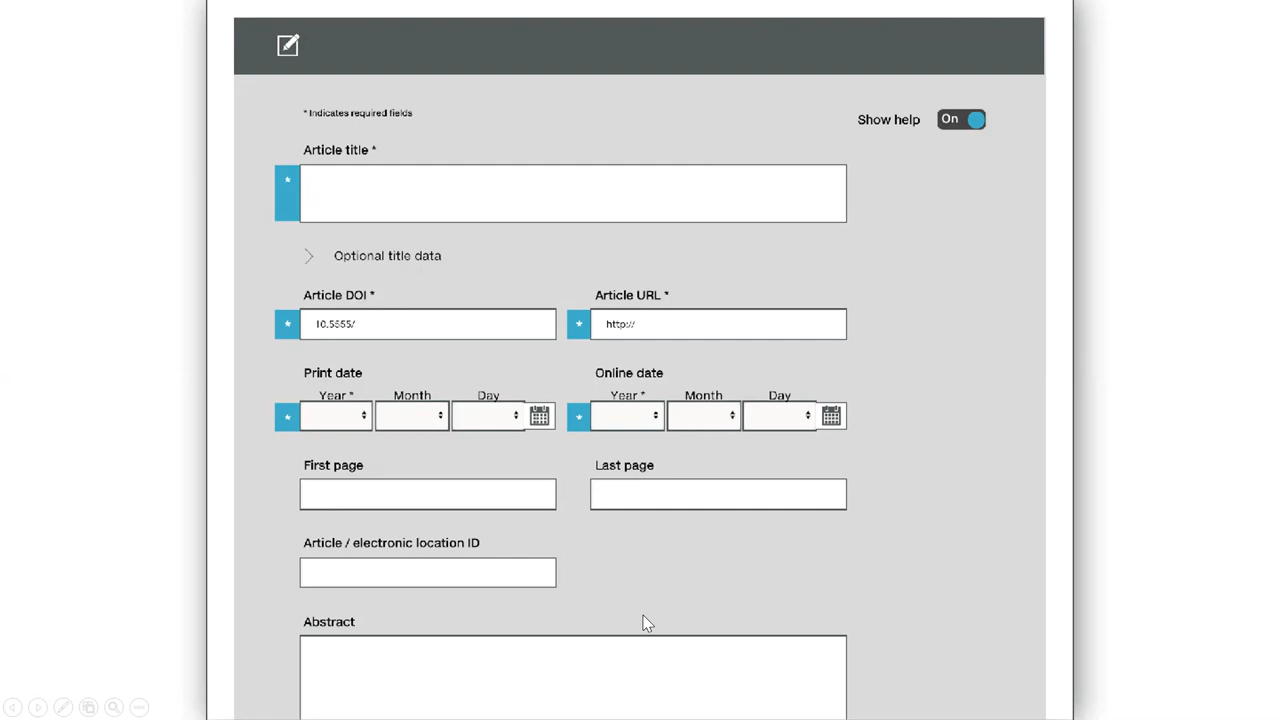 * Indicates required fields
Show help On
Article title *
*
Optional title data
Article DOI * Article URL *
* 10.5555/ * http://
Print date Online date
Year * Month Day Year * Month Day
* *
First page Last page
Article / electronic location ID
Abstract